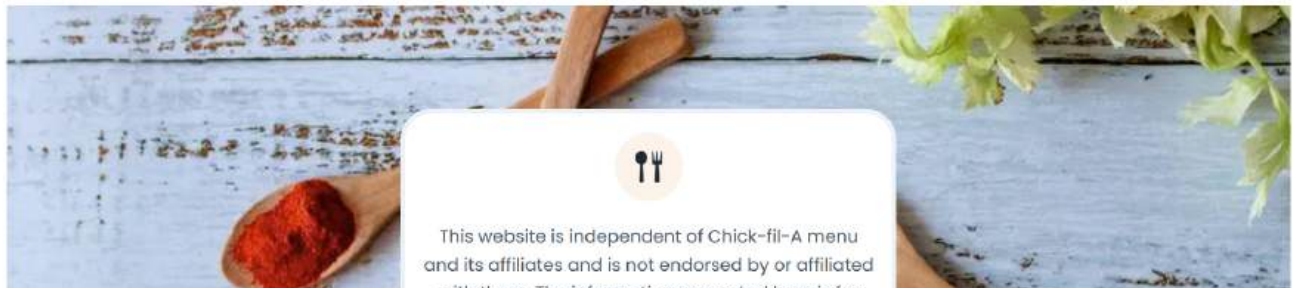 This website is independent of Chick-fil-A menu
and its affiliates and is not endorsed by or affiliated